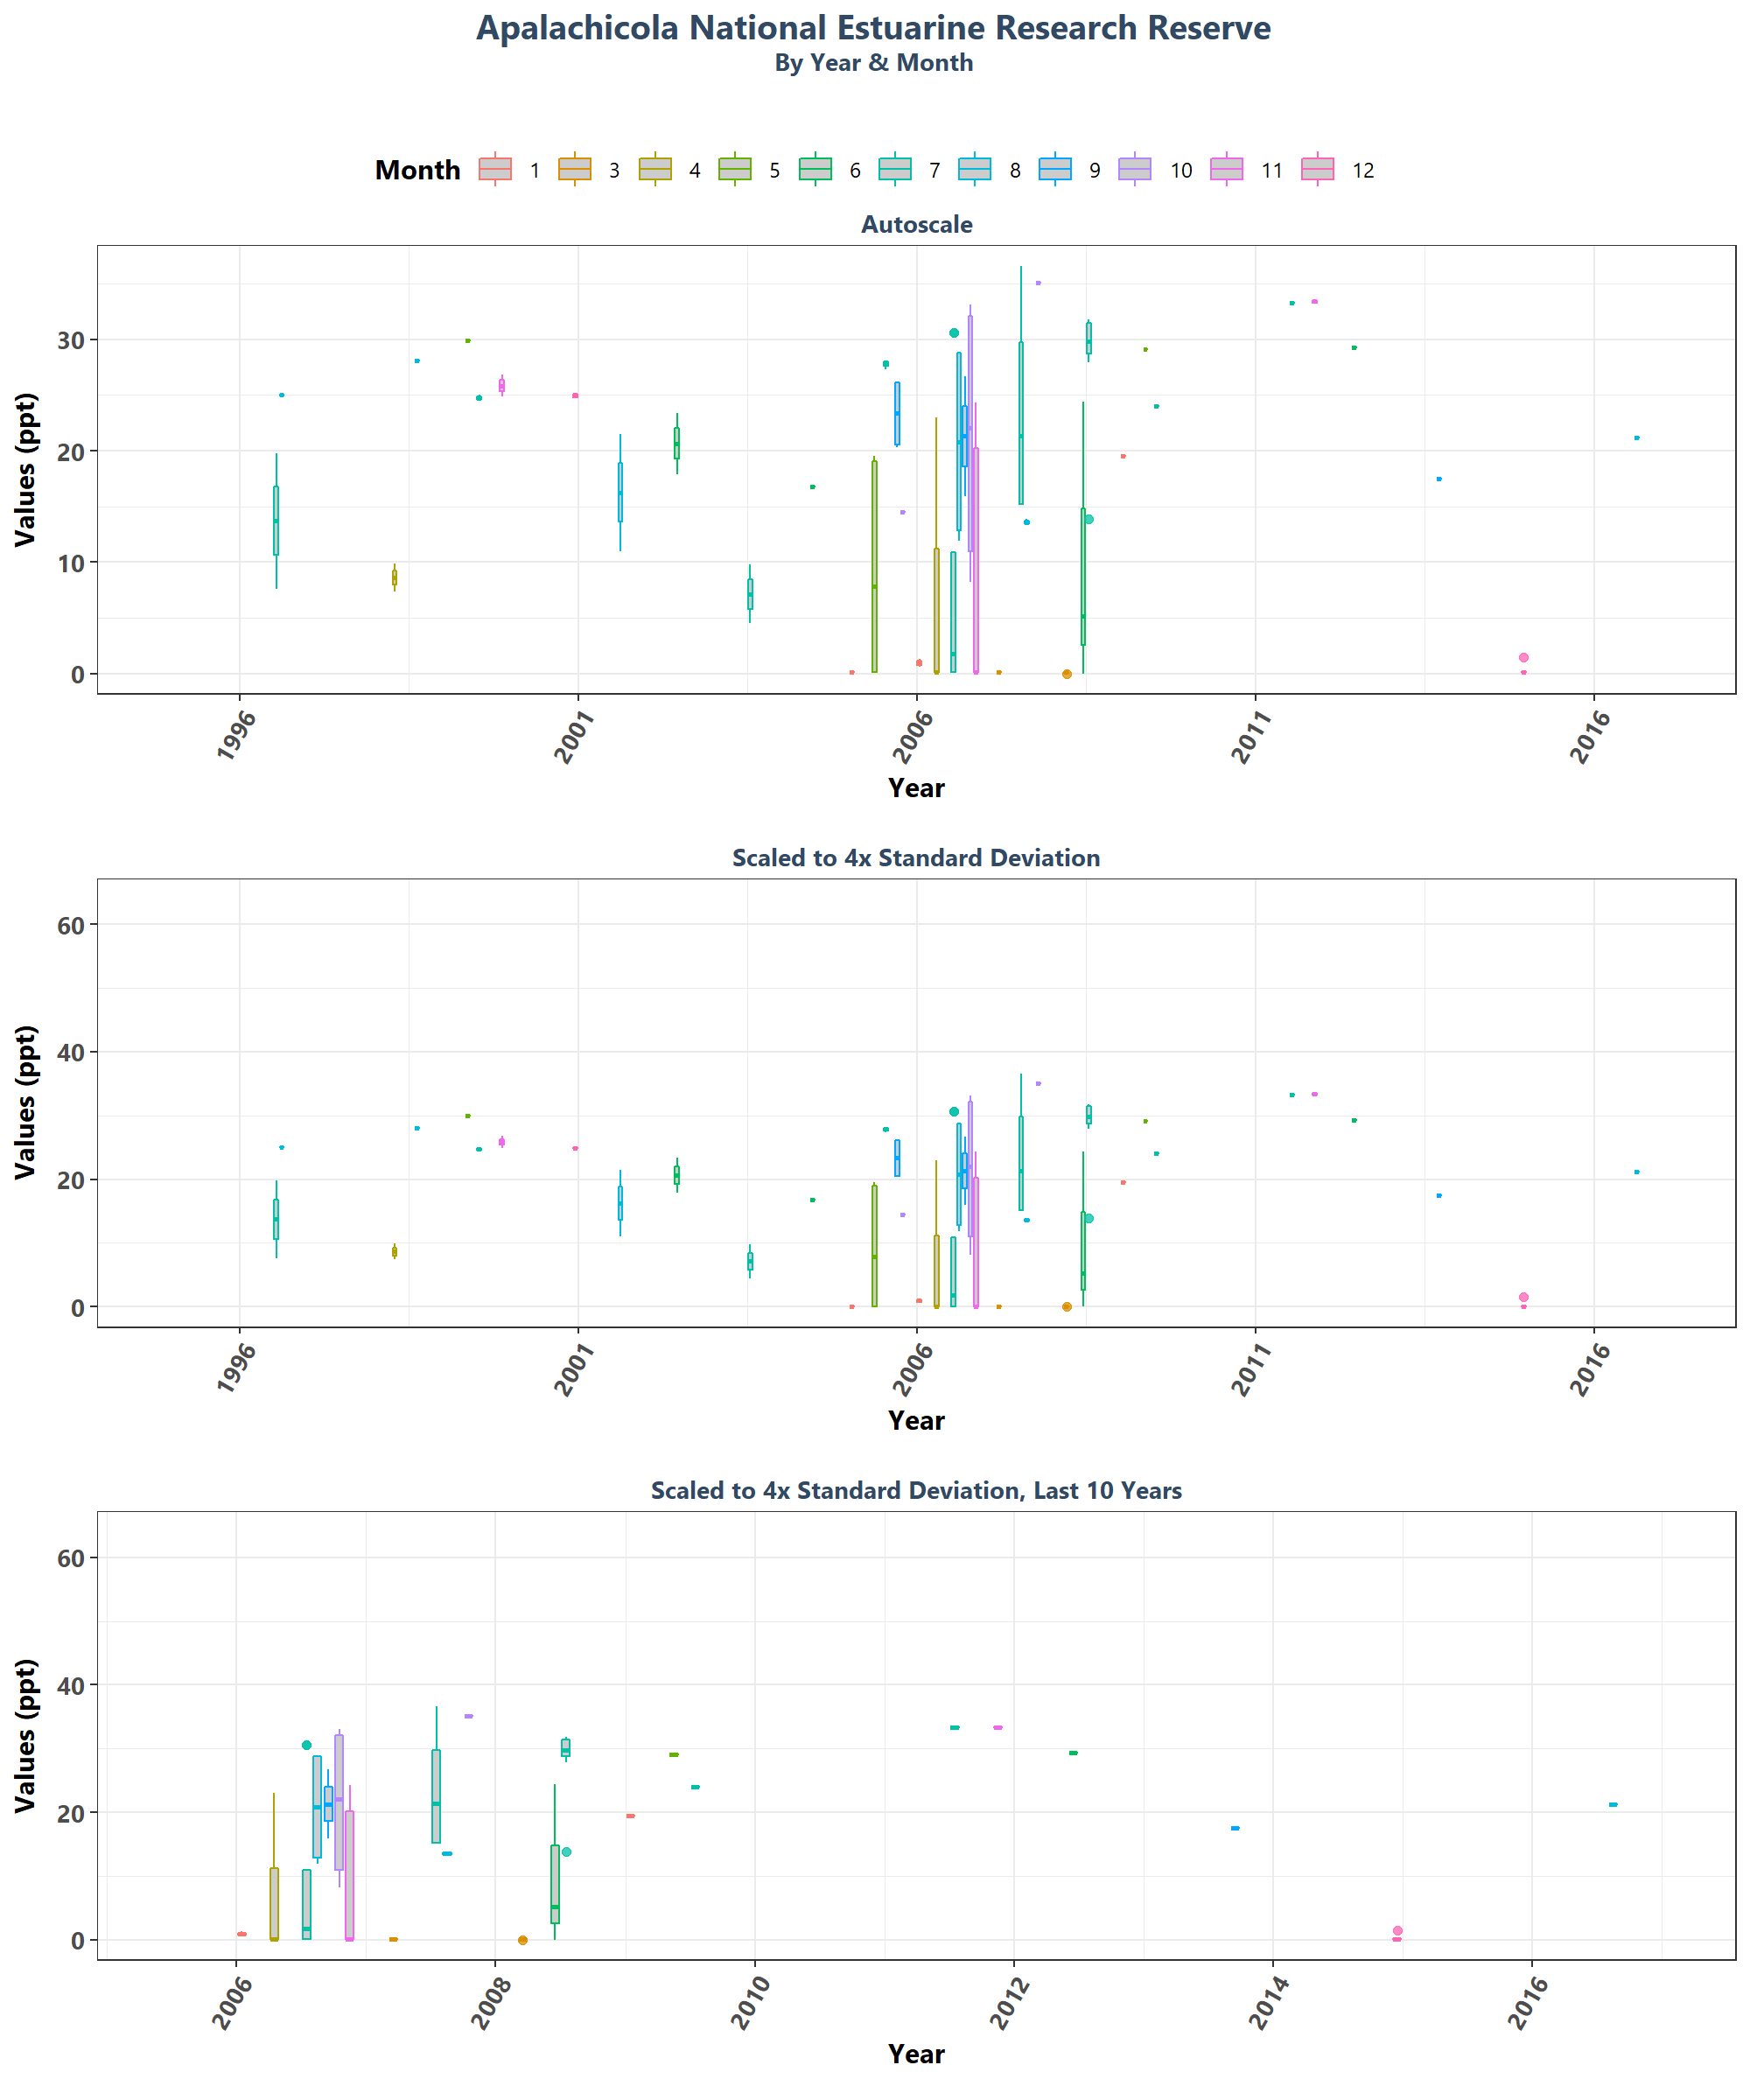 Apalachicola National Estuarine Research Reserve
By Year & Month
Month 1 3 4 5 6 7 8 9 10 11 12
Autoscale
Values (ppt)
30
20
10
0
1996 2001 2006 2011 2016
Year
Scaled to 4x Standard Deviation
Values (ppt)
60
40
20
0
1996 2001 2006 2011 2016
Year
Scaled to 4x Standard Deviation, Last 10 Years
Values (ppt)
60
40
20
0
2006 2008 2010 2012 2014 2016
Year